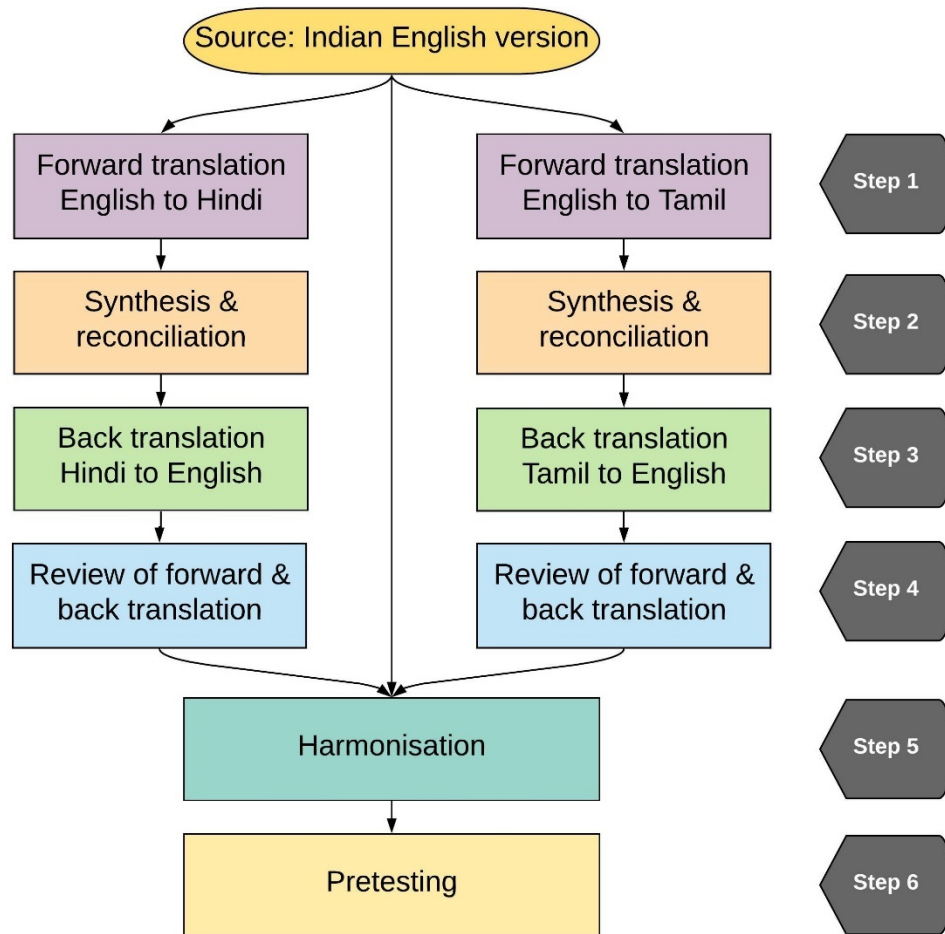 Source: Indian English version
Forward translation
English to Hindi
Forward translation
English to Tamil
Step 1
Synthesis &
reconciliation
Synthesis &
reconciliation
Step 2
Back translation
Hindi to English
Back translation
Tamil to English
Step 3
Review of forward &
back translation
Review of forward &
back translation
Step 4
Harmonisation
Step 5
Pretesting
Step 6